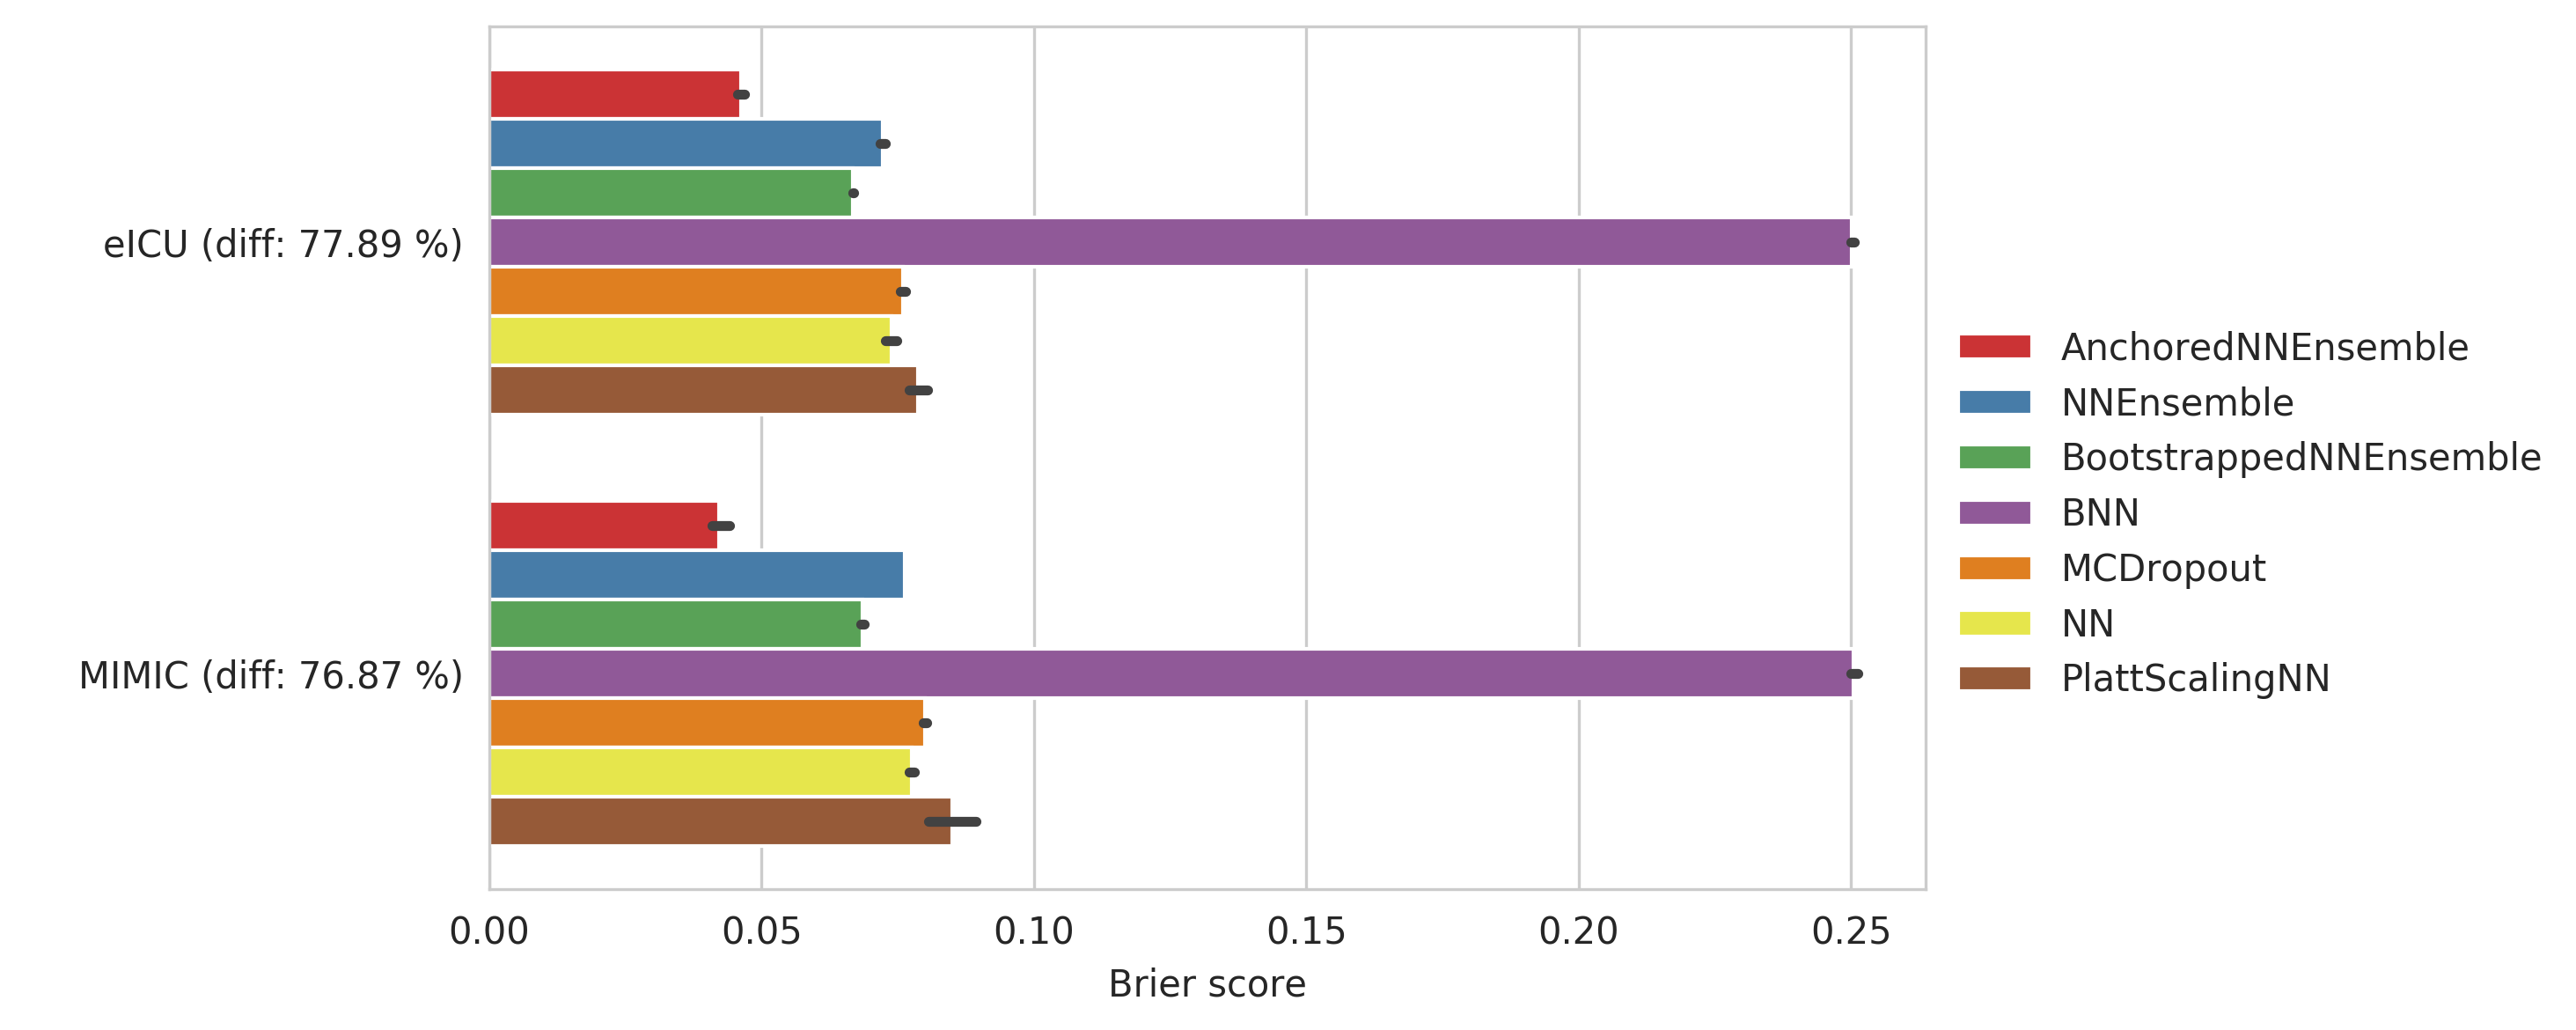 eICU (diff: 77.89 %)
MIMIC (diff: 76.87 %)
0.00 0.05 0.10 0.15 0.20 0.25
Brier score
AnchoredNNEnsemble
NNEnsemble
BootstrappedNNEnsemble
BNN
MCDropout
NN
PlattScalingNN